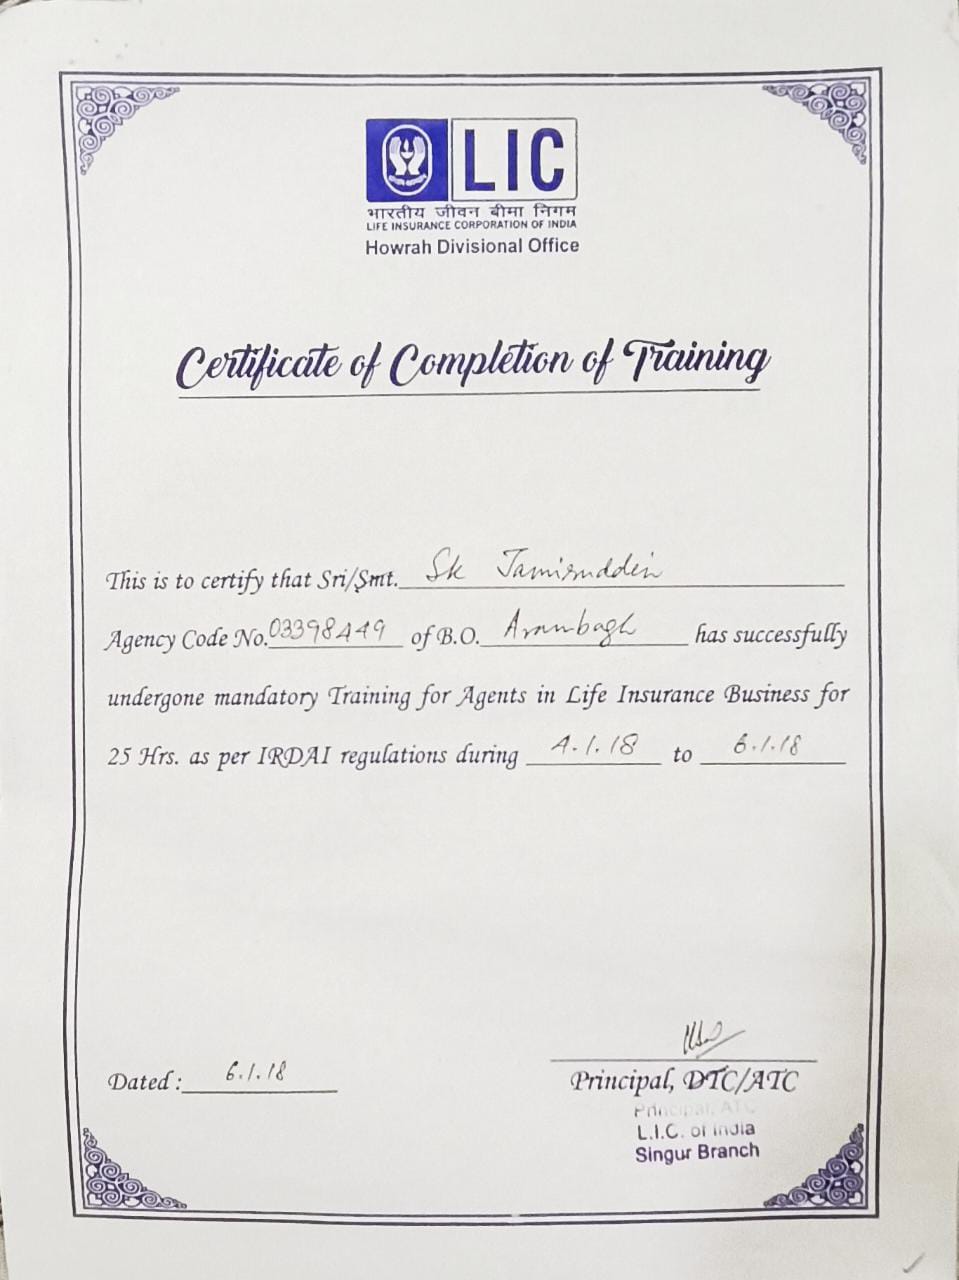 LIC
भारतीय जीवन बीमा निगम
LIFE INSURANCE CORPORATION OF INDIA
Howrah Divisional Office
Certificate of Completion of Training
This is to certify that Sri/Smt. Sk Jamiruddin
Agency Code No. 03398449 of B.O. Arambagh has successfully
undergone mandatory Training for Agents in Life Insurance Business for
25 Hrs. as per IRDAI regulations during 4.1.18 to 6.1.18
Dated : 6.1.18
Principal, DTC/ATC
Principal, ATC
L.I.C. of India
Singur Branch